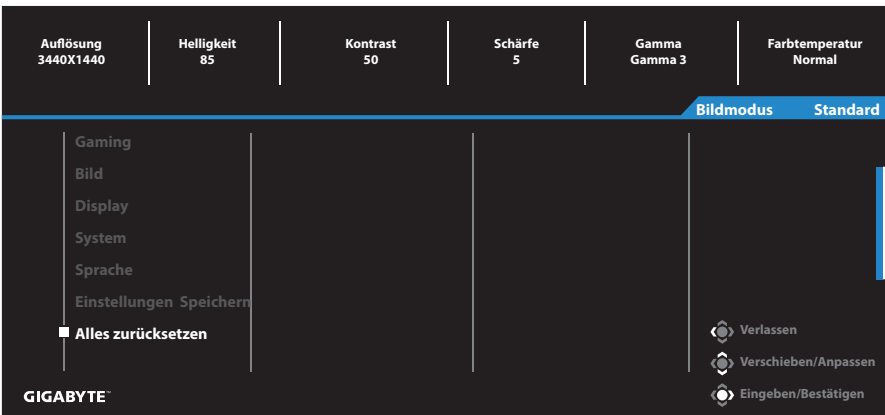 Auflösung
3440X1440
Helligkeit
85
Kontrast
50
Schärfe
5
Gamma
Gamma 3
Farbtemperatur
Normal
Bildmodus Standard
Gaming
Bild
Display
System
Sprache
Einstellungen Speichern
Alles zurücksetzen
Verlassen
Verschieben/Anpassen
Eingeben/Bestätigen
GIGABYTE™